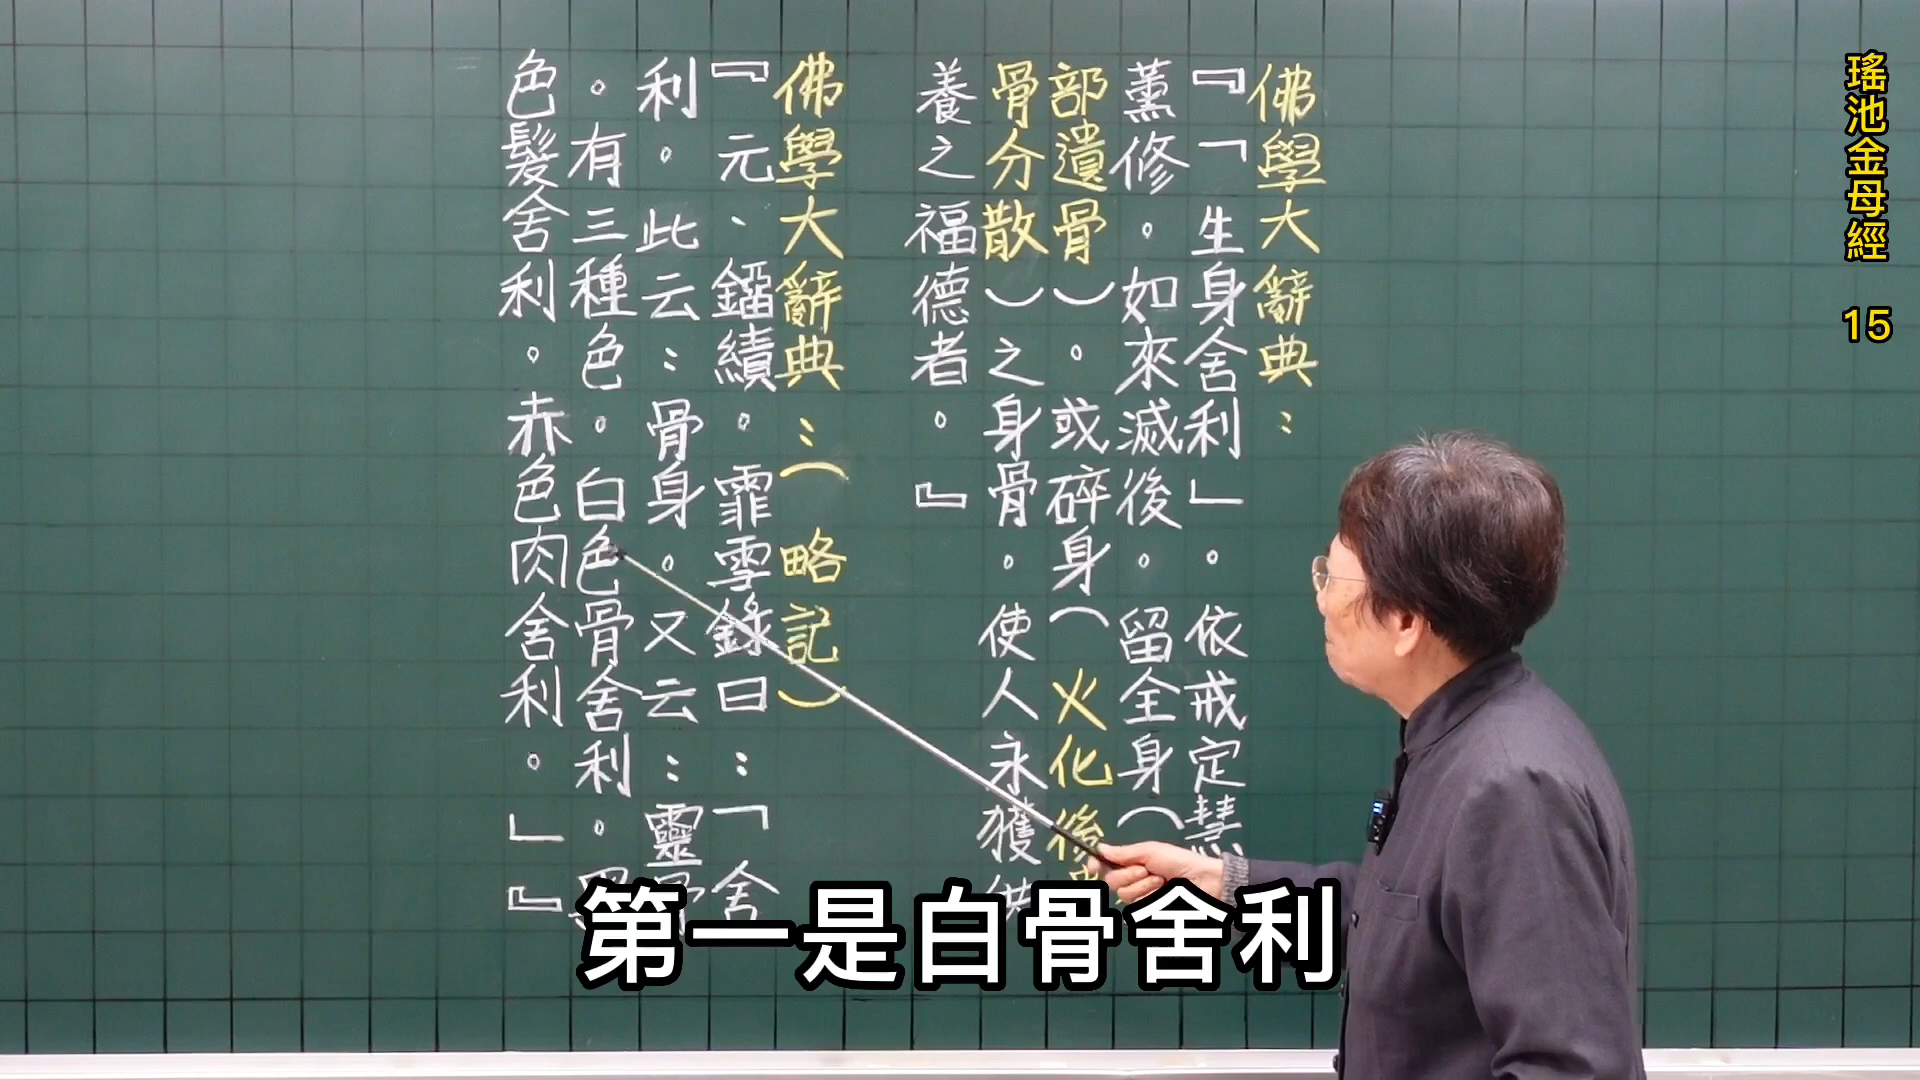 佛學大辭典：
『「生身舍利」。依戒定慧
薰修。如來滅後。留全身（
部遺骨）。或碎身（火化後
骨分散）之身骨。使人永獲供
養之福德者。』
佛學大辭典：（略記）
『元、鎦績。霏雪錄曰：「舍
利。此云：骨身。又云：靈骨
。有三種色。白色骨舍利。黑
色髮舍利。赤色肉舍利。」』
瑤池金母經 15
第一是白骨舍利